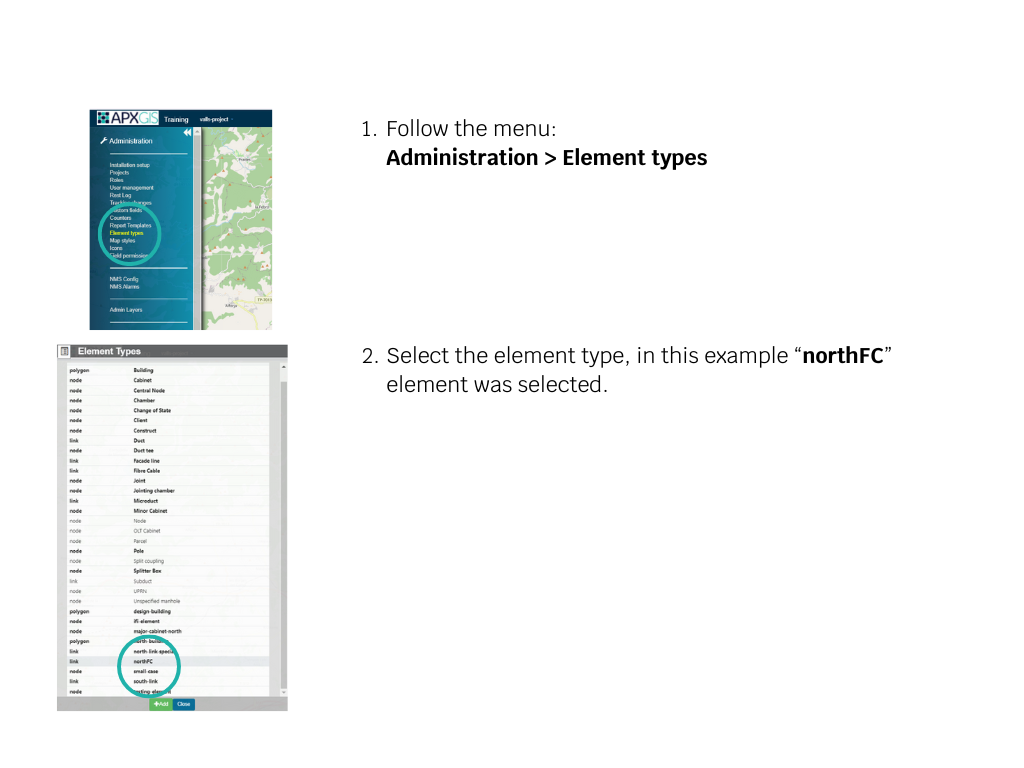 APXGIS Training valls-project
Administration
Installation setup
Projects
Roles
User management
Rest Log
Tracking changes
Custom fields
Counters
Report Templates
Element types
Map styles
Icons
Field permission
NMS Config
NMS Alarms
Admin Layers
1. Follow the menu:
Administration > Element types
Element Types
polygon Building
node Cabinet
node Central Node
node Chamber
node Change of State
node Client
node Construct
link Duct
node Duct tee
link Facade line
link Fibre Cable
node Joint
node Jointing chamber
link Microduct
node Minor Cabinet
node Node
node OLT Cabinet
node Parcel
node Pole
node Split coupling
node Splitter Box
link Subduct
node UPRN
node Unspecified manhole
polygon design-building
node ifi-element
node major-cabinet-north
polygon north-building
link north-link-special
link northFC
node small-case
link south-link
node testing-element
+Add Close
2. Select the element type, in this example “northFC”
element was selected.